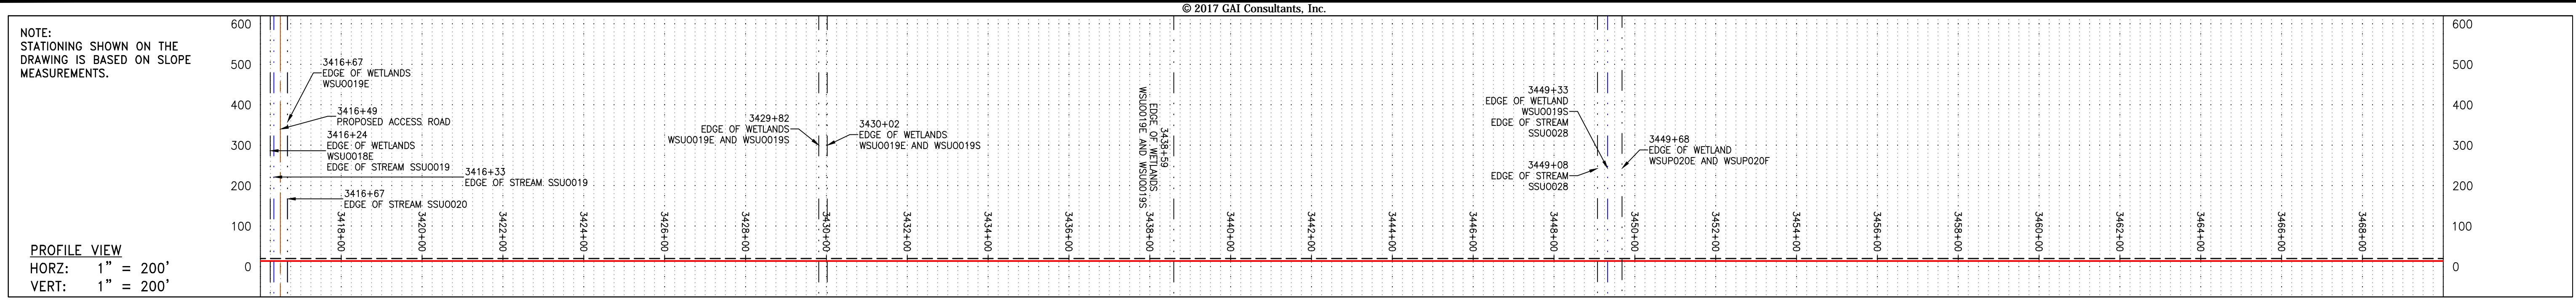 © 2017 GAI Consultants, Inc.
NOTE:
STATIONING SHOWN ON THE
DRAWING IS BASED ON SLOPE
MEASUREMENTS.
PROFILE VIEW
HORZ: 1" = 200'
VERT: 1" = 200'
600
500
400
300
200
100
0
3416+67
EDGE OF WETLANDS
WSU0019E
3416+49
PROPOSED ACCESS ROAD
3416+24
EDGE OF WETLANDS
WSU0018E
EDGE OF STREAM SSU0019
3416+33
EDGE OF STREAM SSU0019
3416+67
EDGE OF STREAM SSU0020
3429+82
EDGE OF WETLANDS
WSU0019E AND WSU0019S
3430+02
EDGE OF WETLANDS
WSU0019E AND WSU0019S
3438+59
EDGE OF WETLANDS
WSU0019E AND WSU0019S
3449+33
EDGE OF WETLAND
WSU0019S
EDGE OF STREAM
SSU0028
3449+08
EDGE OF STREAM
SSU0028
3449+68
EDGE OF WETLAND
WSUP020E AND WSUP020F
3418+00
3420+00
3422+00
3424+00
3426+00
3428+00
3430+00
3432+00
3434+00
3436+00
3438+00
3440+00
3442+00
3444+00
3446+00
3448+00
3450+00
3452+00
3454+00
3456+00
3458+00
3460+00
3462+00
3464+00
3466+00
3468+00
600
500
400
300
200
100
0